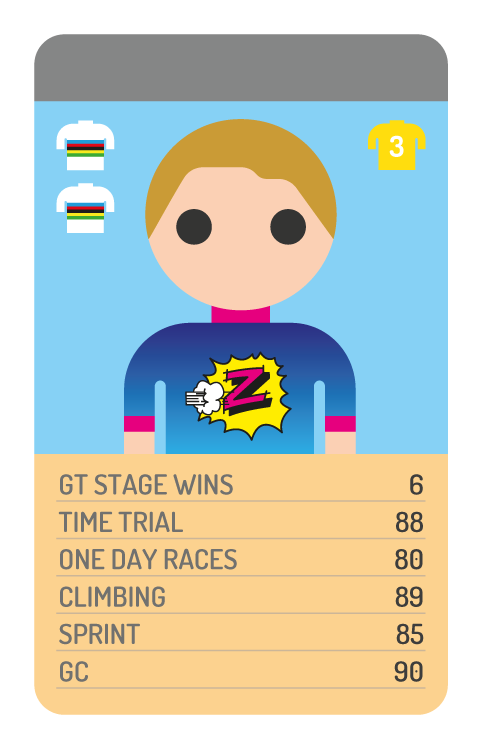 3
Z
GT STAGE WINS 6
TIME TRIAL 88
ONE DAY RACES 80
CLIMBING 89
SPRINT 85
GC 90